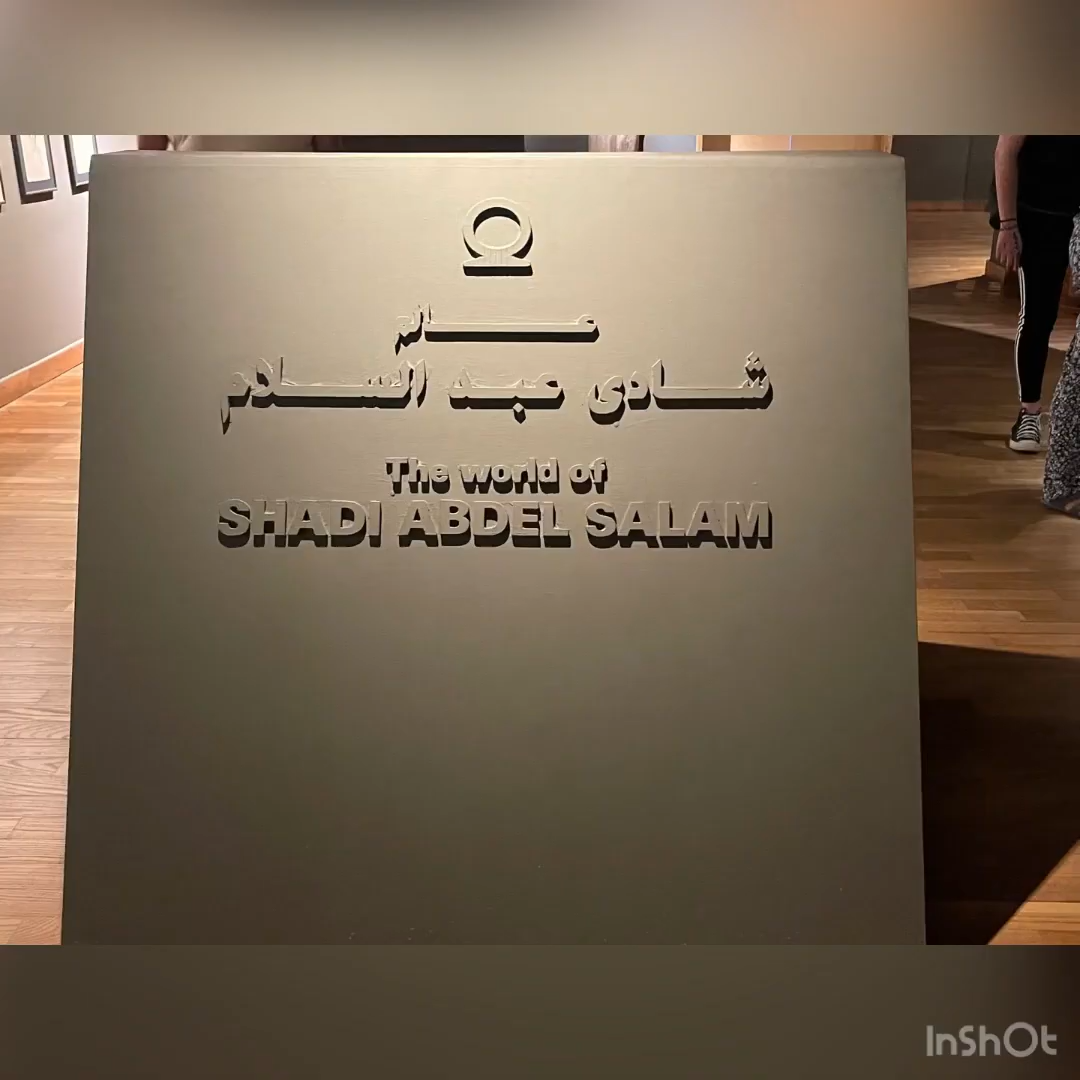 عالم
شادى عبد السلام
The world of
SHADI ABDEL SALAM
InShOt